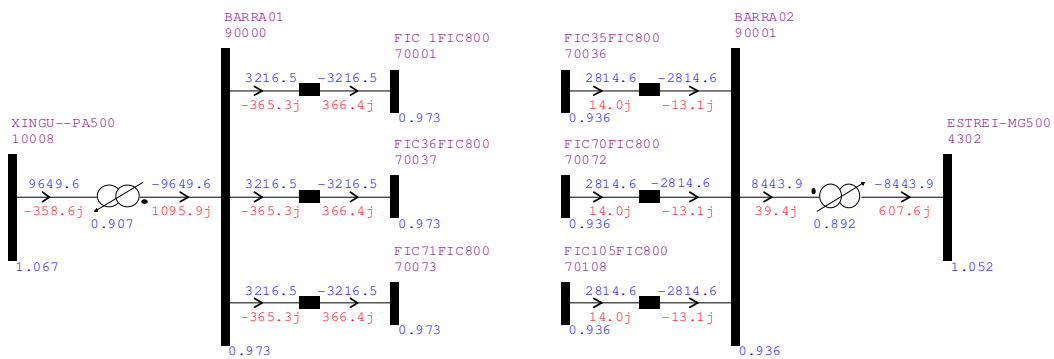 BARRA01
90000
FIC 1FIC800
70001
3216.5 -3216.5
-365.3j 366.4j
0.973
XINGU--PA500
10008
9649.6 -9649.6
-358.6j 1095.9j
0.907
1.067
FIC36FIC800
70037
3216.5 -3216.5
-365.3j 366.4j
0.973
FIC71FIC800
70073
3216.5 -3216.5
-365.3j 366.4j
0.973
0.973
FIC35FIC800
70036
2814.6 -2814.6
14.0j -13.1j
0.936
BARRA02
90001
FIC70FIC800
70072
2814.6 -2814.6
14.0j -13.1j
0.936
FIC105FIC800
70108
2814.6 -2814.6
14.0j -13.1j
0.936
0.936
8443.9 -8443.9
39.4j 607.6j
0.892
ESTREI-MG500
4302
1.052